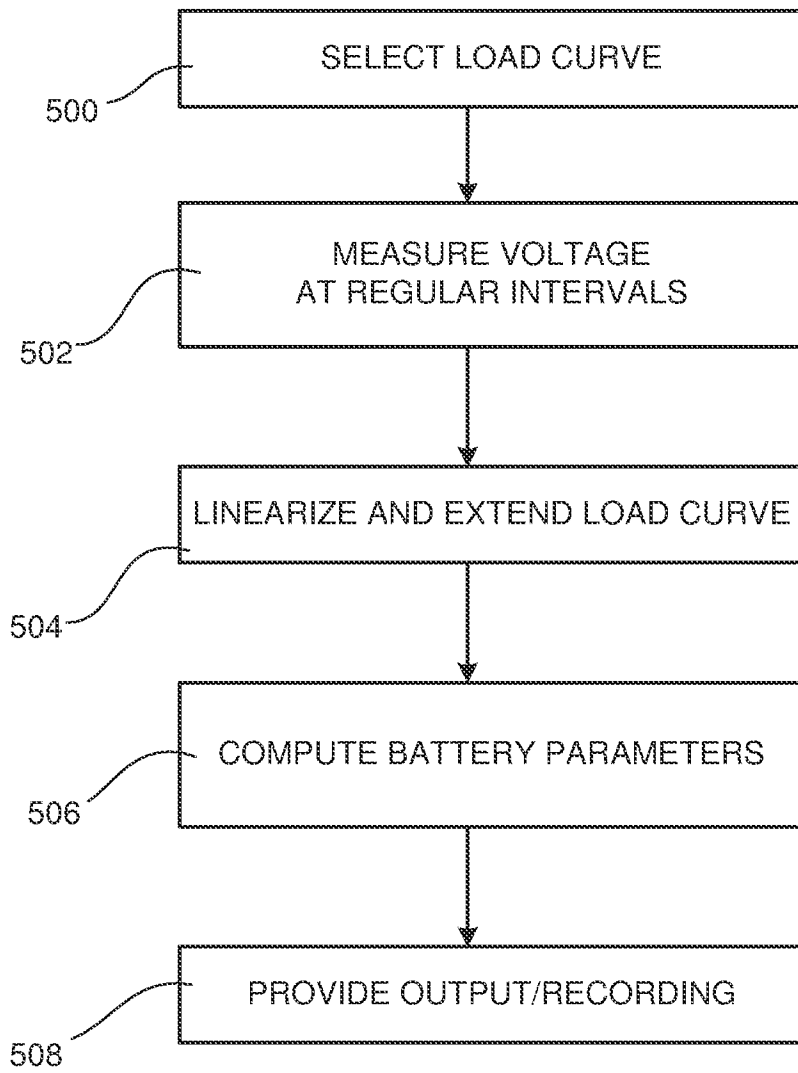 SELECT LOAD CURVE
500
MEASURE VOLTAGE
AT REGULAR INTERVALS
502
LINEARIZE AND EXTEND LOAD CURVE
504
COMPUTE BATTERY PARAMETERS
506
PROVIDE OUTPUT/RECORDING
508